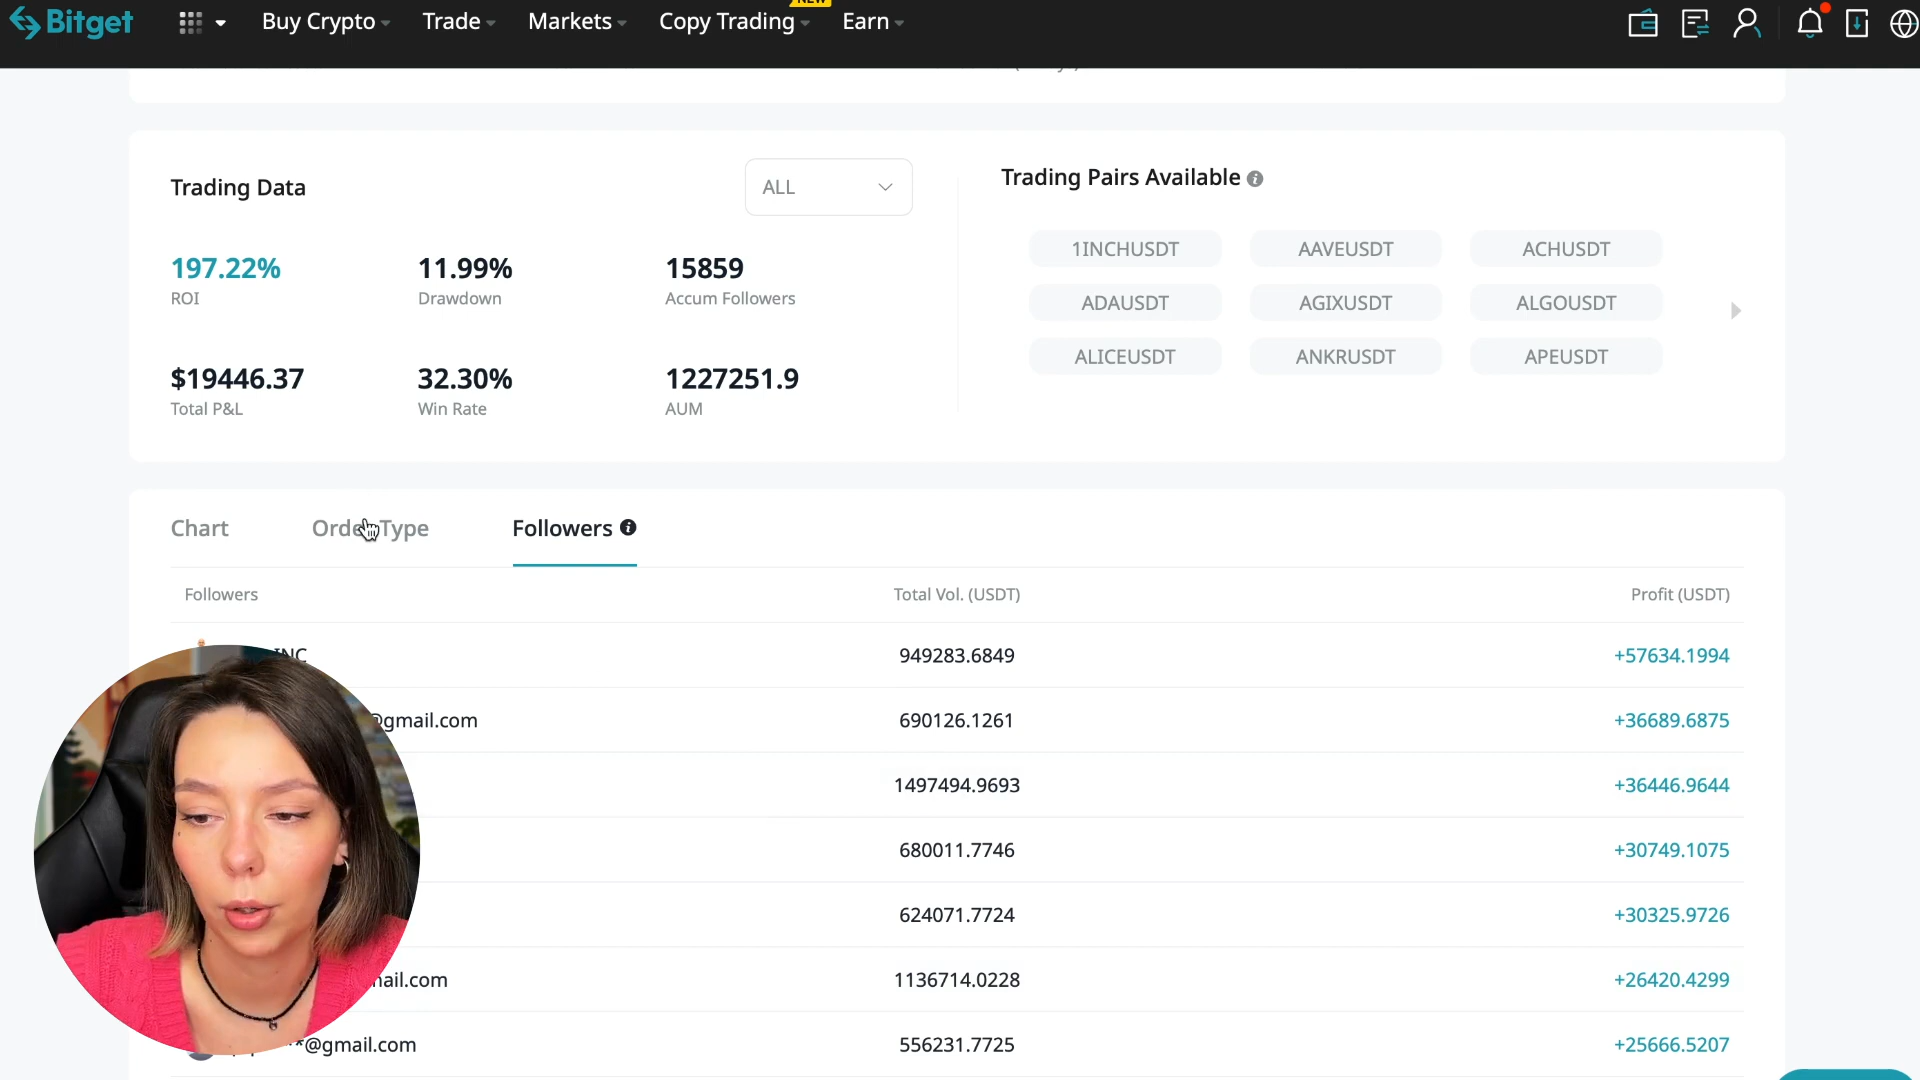 Bitget
Buy Crypto
Trade
Markets
Copy Trading
NEW
Earn
Trading Data
ALL
197.22%
ROI
11.99%
Drawdown
15859
Accum Followers
$19446.37
Total P&L
32.30%
Win Rate
1227251.9
AUM
Trading Pairs Available
1INCHUSDT AAVEUSDT ACHUSDT
ADAUSDT AGIXUSDT ALGOUSDT
ALICEUSDT ANKRUSDT APEUSDT
Chart Order Type Followers
Followers Total Vol. (USDT) Profit (USDT)
INC 949283.6849 +57634.1994
@gmail.com 690126.1261 +36689.6875
1497494.9693 +36446.9644
680011.7746 +30749.1075
624071.7724 +30325.9726
mail.com 1136714.0228 +26420.4299
*@gmail.com 556231.7725 +25666.5207